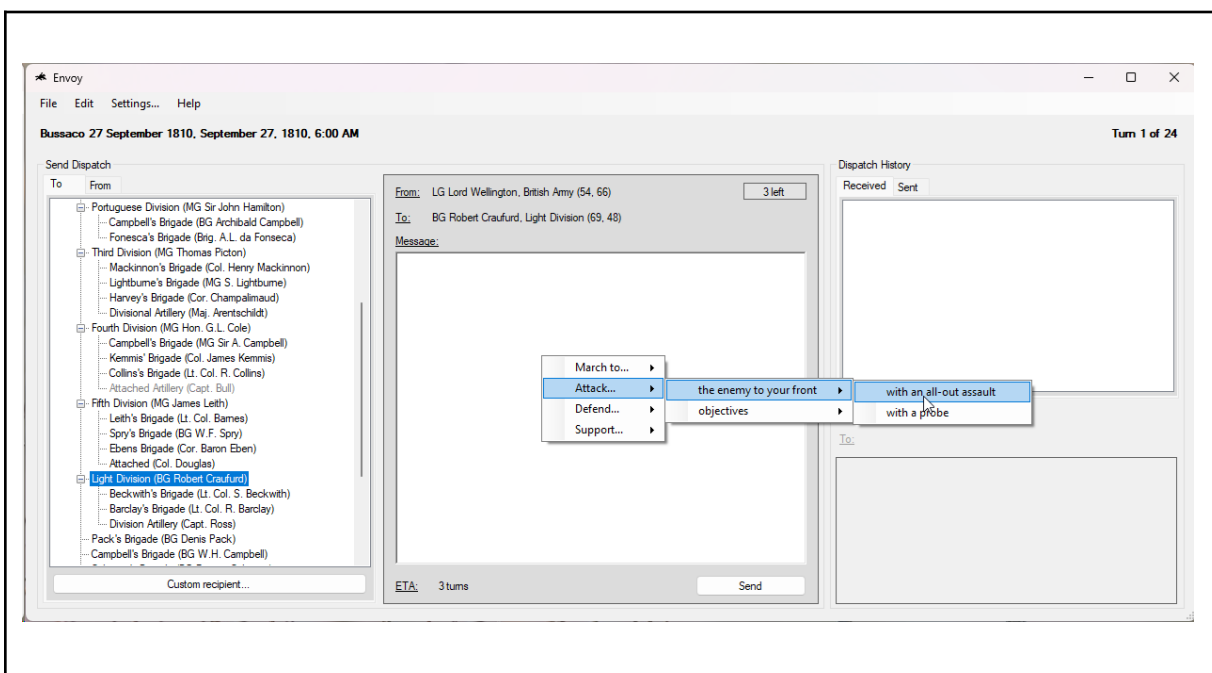 Envoy
File Edit Settings... Help
Bussaco 27 September 1810, September 27, 1810, 6:00 AM
Turn 1 of 24
Send Dispatch
To From
Portuguese Division (MG Sir John Hamilton)
Campbell's Brigade (BG Archibald Campbell)
Fonesca's Brigade (Brig. A.L. da Fonseca)
Third Division (MG Thomas Picton)
Mackinnon's Brigade (Col. Henry Mackinnon)
Lightburne's Brigade (MG S. Lightburne)
Harvey's Brigade (Cor. Champalimaud)
Divisional Artillery (Maj. Arentschildt)
Fourth Division (MG Hon. G.L. Cole)
Campbell's Brigade (MG Sir A. Campbell)
Kemmis' Brigade (Col. James Kemmis)
Collins's Brigade (Lt. Col. R. Collins)
Attached Artillery (Capt. Bull)
Fifth Division (MG James Leith)
Leith's Brigade (Lt. Col. Barnes)
Spry's Brigade (BG W.F. Spry)
Ebens Brigade (Cor. Baron Eben)
Attached (Col. Douglas)
Light Division (BG Robert Craufurd)
Beckwith's Brigade (Lt. Col. S. Beckwith)
Barclay's Brigade (Lt. Col. R. Barclay)
Division Artillery (Capt. Ross)
Pack's Brigade (BG Denis Pack)
Campbell's Brigade (BG W.H. Campbell)
Custom recipient...
From: LG Lord Wellington, British Army (54, 66)
3 left
To: BG Robert Craufurd, Light Division (69, 48)
Message:
March to...
Attack...
Defend...
Support...
the enemy to your front
objectives
with an all-out assault
with a probe
ETA: 3 turns
Send
Dispatch History
Received Sent
To: